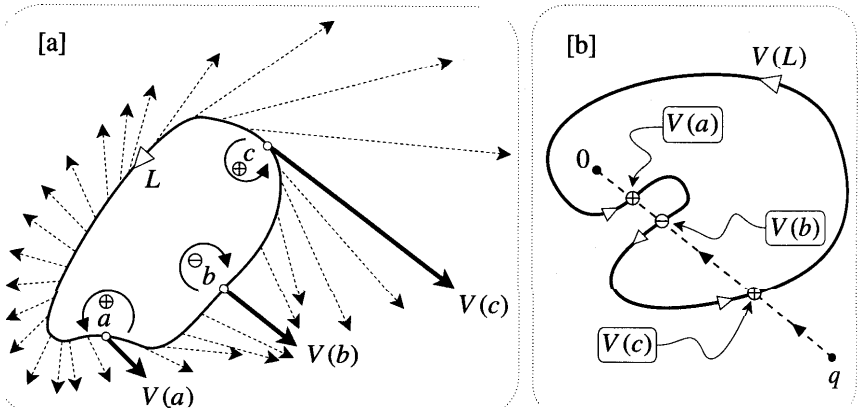 [a]
L
⊕
c
⊖
b
⊕
a
V(c)
V(b)
V(a)
[b]
V(L)
V(a)
0
⊕
⊖
V(b)
⊕
V(c)
q